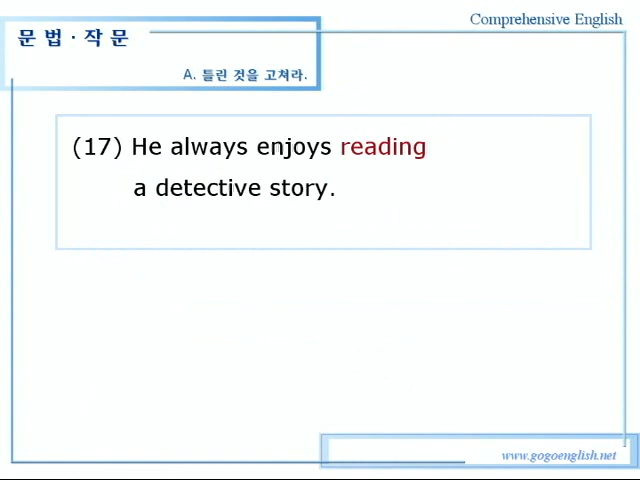 Comprehensive English
문 법 · 작 문
A. 틀린 것을 고쳐라.
(17) He always enjoys reading
a detective story.
www.gogoenglish.net